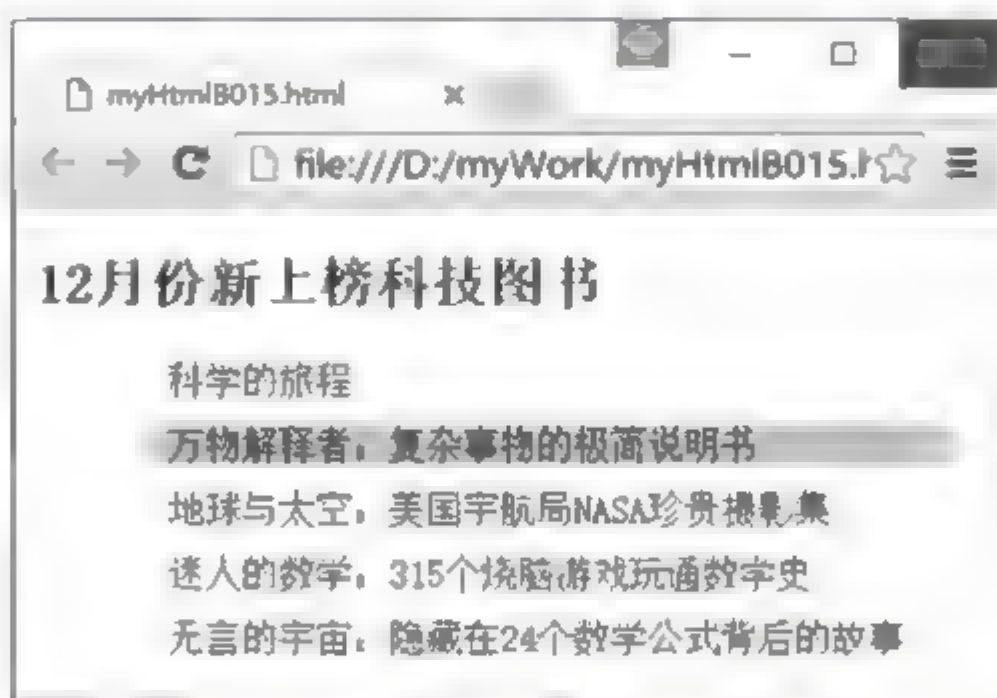 myHtmlB015.html
file:///D:/myWork/myHtmlB015.h
12月份新上榜科技图书
科学的旅程
万物解释者：复杂事物的极简说明书
地球与太空：美国宇航局NASA珍贵摄影集
迷人的数学：315个烧脑游戏玩通数学史
无言的宇宙：隐藏在24个数学公式背后的故事